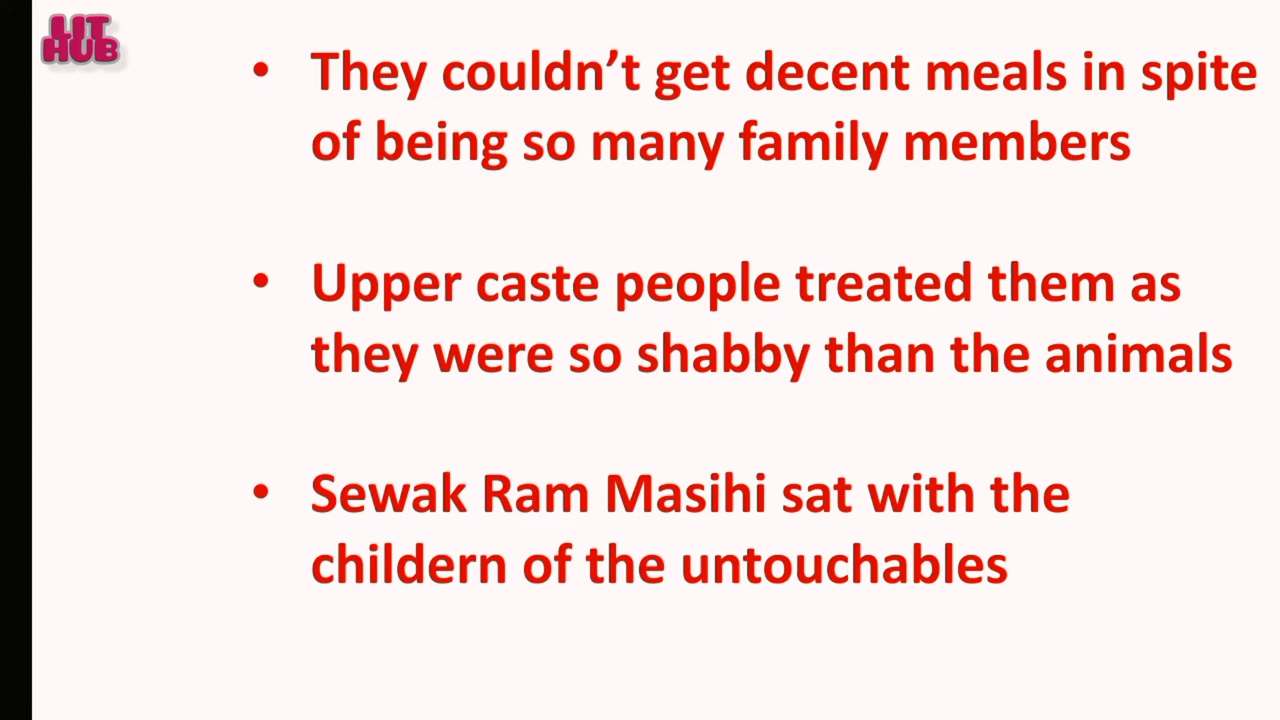 LIT
HUB
• They couldn’t get decent meals in spite
of being so many family members
• Upper caste people treated them as
they were so shabby than the animals
• Sewak Ram Masihi sat with the
childern of the untouchables